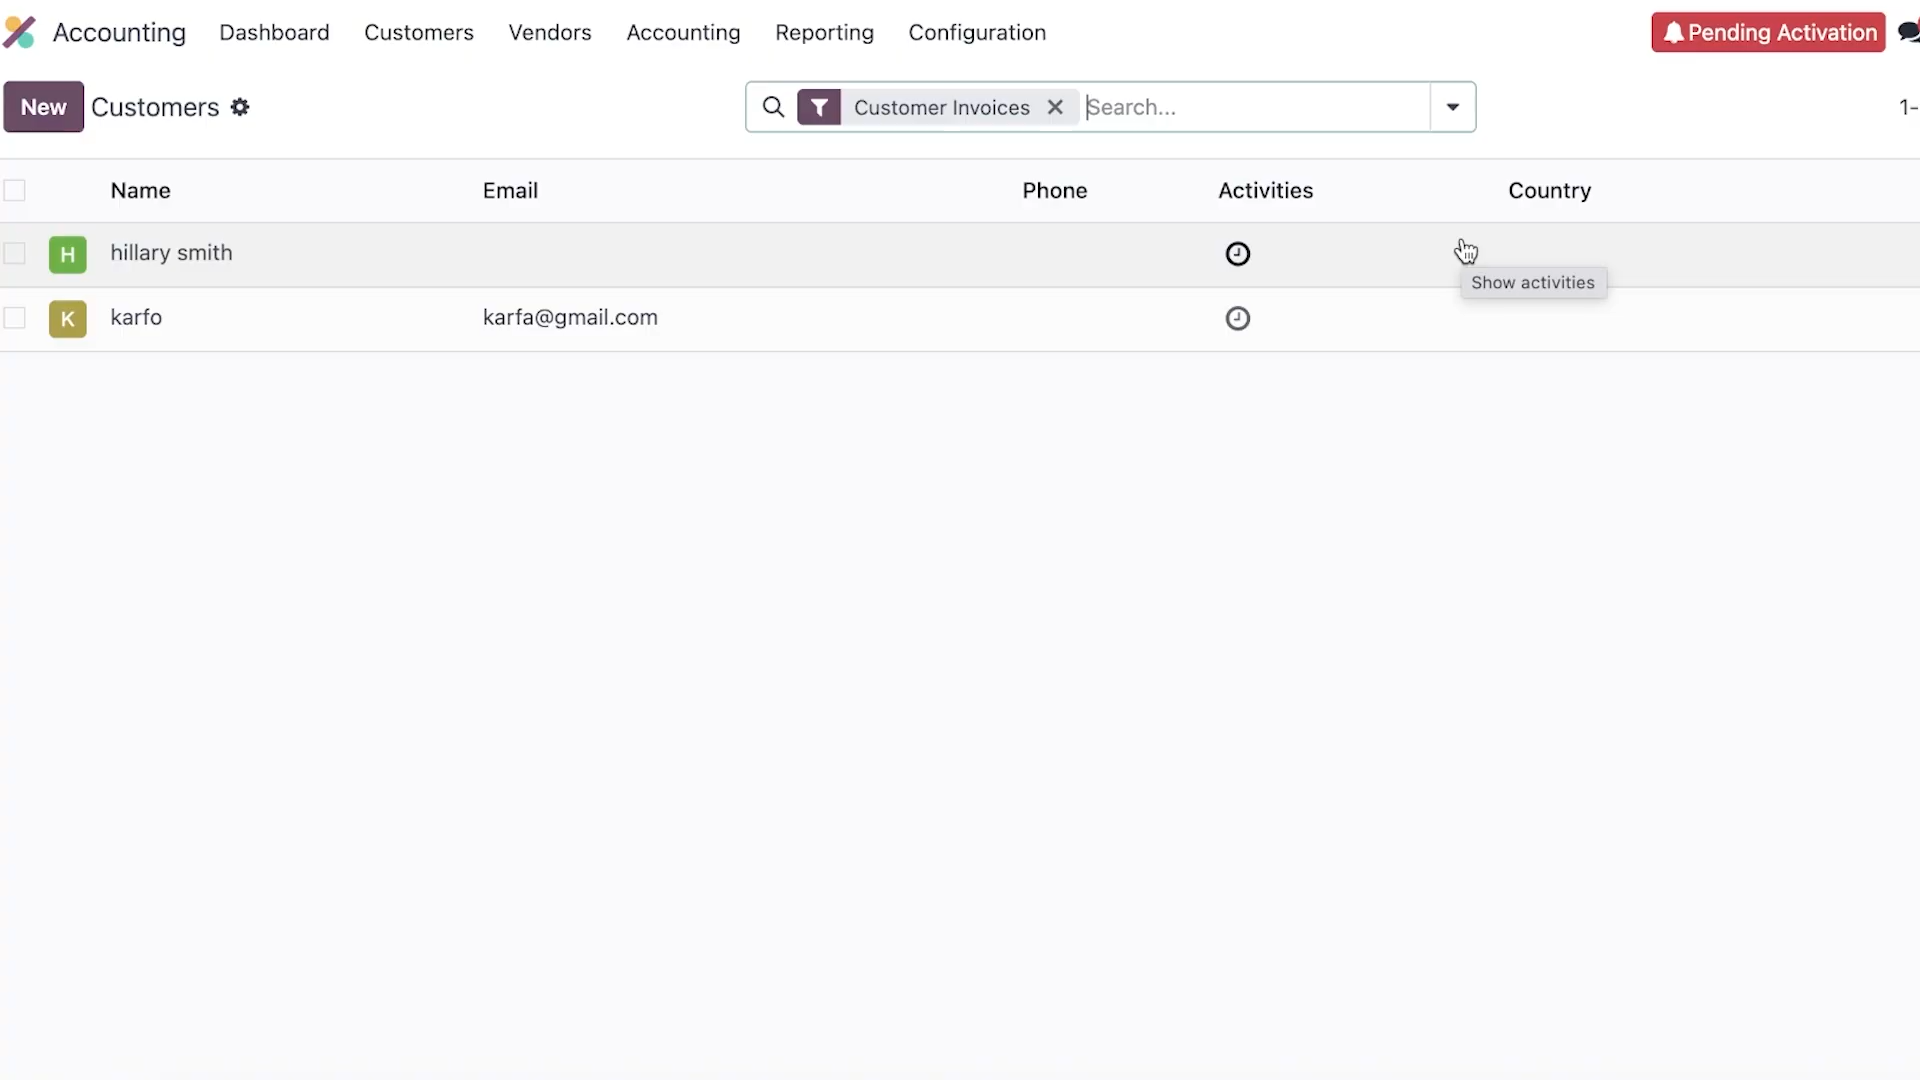 Accounting Dashboard Customers Vendors Accounting Reporting Configuration Pending Activation
New Customers Customer Invoices Search... 1-
Name Email Phone Activities Country
H hillary smith
Show activities
K karfo karfa@gmail.com